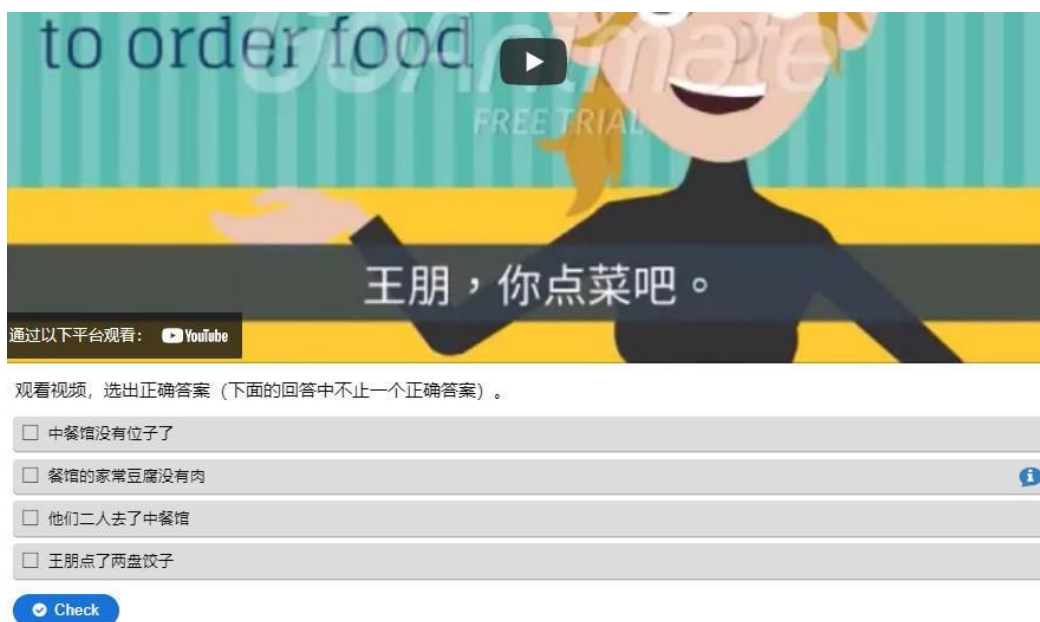 to order food
GoAnimate
FREE TRIAL
王朋，你点菜吧。
通过以下平台观看： YouTube
观看视频，选出正确答案（下面的回答中不止一个正确答案）。
中餐馆没有位子了
餐馆的家常豆腐没有肉
他们二人去了中餐馆
王朋点了两盘饺子
Check